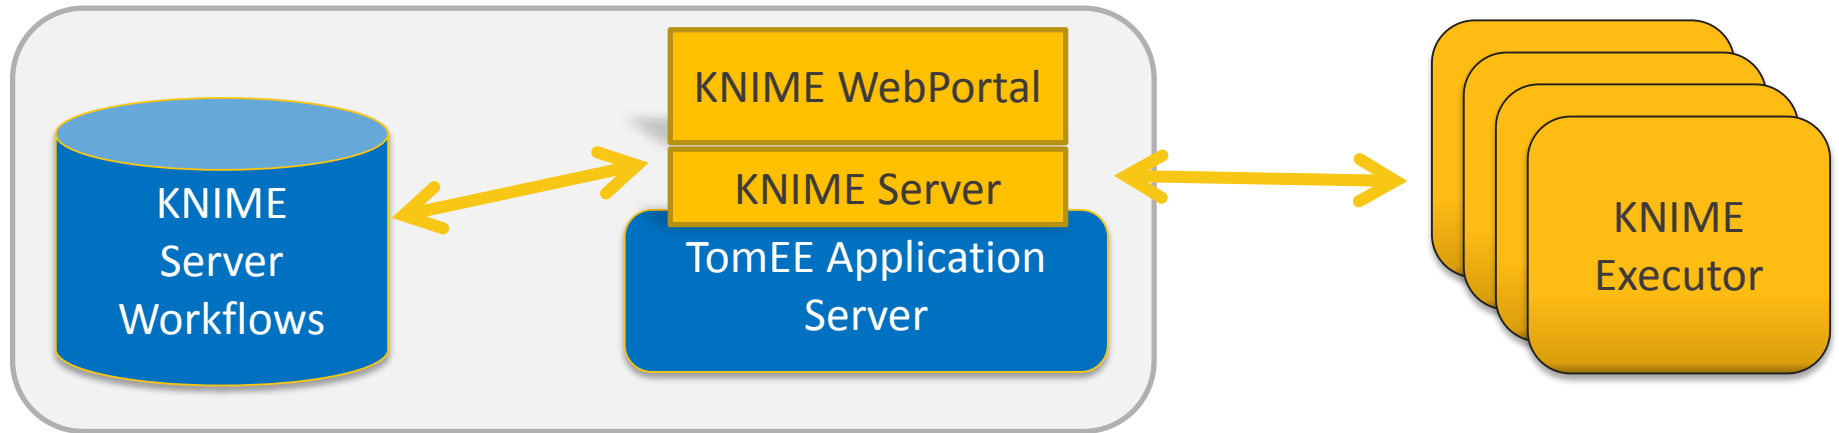 KNIME
Server
Workflows
KNIME WebPortal
KNIME Server
TomEE Application
Server
KNIME
Executor